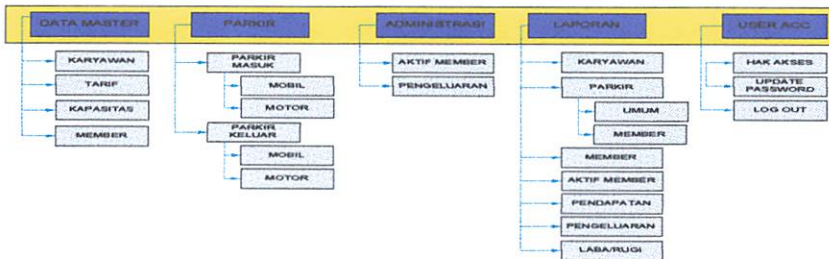 DATA MASTER
KARYAWAN
TARIF
KAPASITAS
MEMBER
PARKIR
PARKIR
MASUK
MOBIL
MOTOR
PARKIR
KELUAR
MOBIL
MOTOR
ADMINISTRASI
AKTIF MEMBER
PENGELUARAN
LAPORAN
KARYAWAN
PARKIR
UMUM
MEMBER
MEMBER
AKTIF MEMBER
PENDAPATAN
PENGELUARAN
LABA/RUGI
USER ACC
HAK AKSES
UPDATE
PASSWORD
LOG OUT